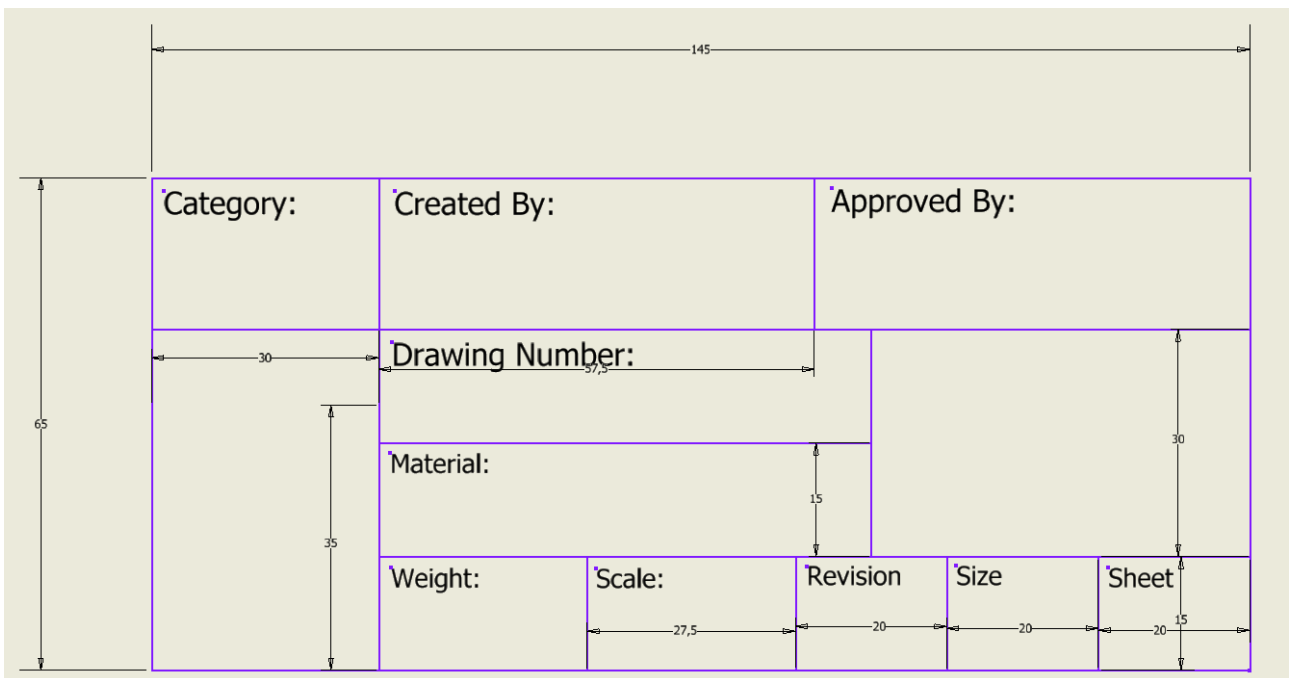 145
Category: Created By: Approved By:
30 Drawing Number:
57,5
65
30
Material:
15
35
Weight: Scale: Revision Size Sheet
15
27,5 20 20 20